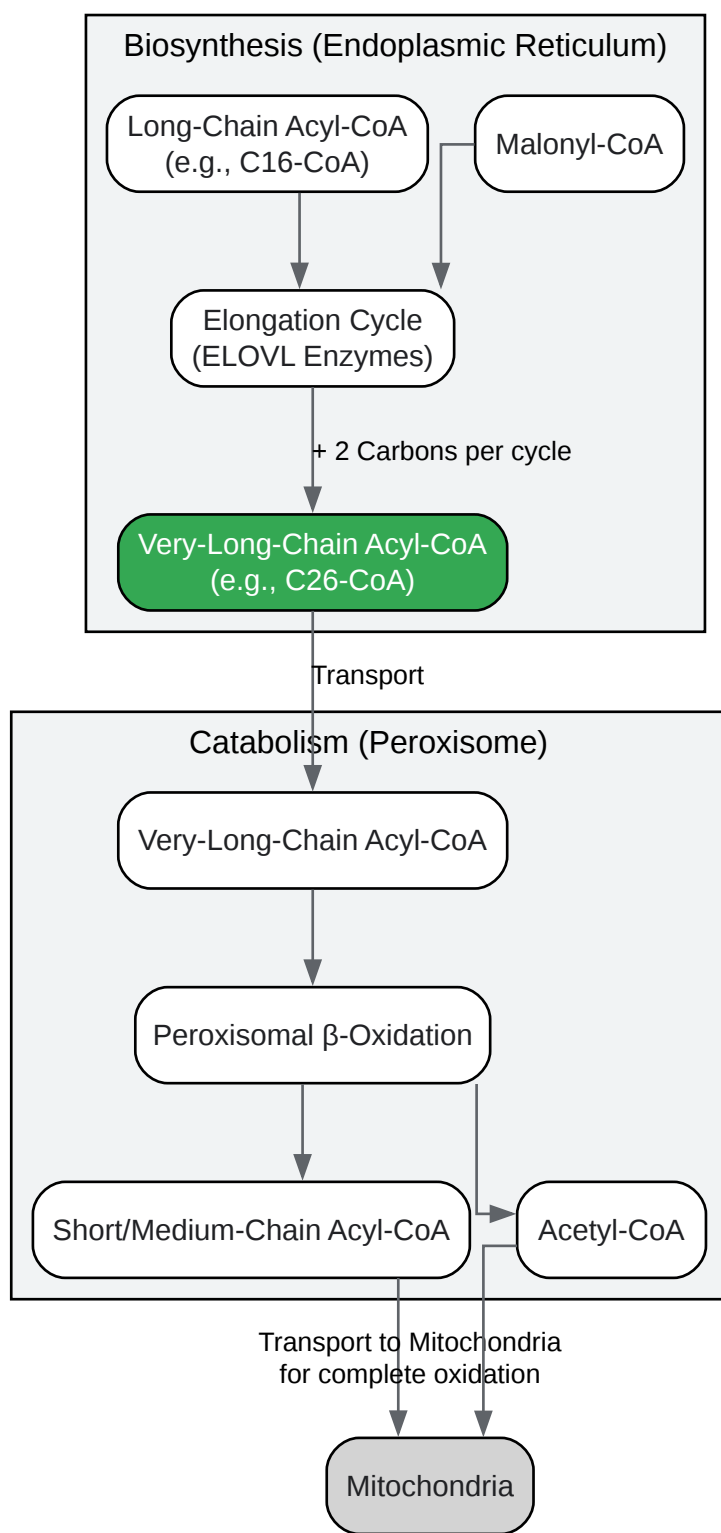 Biosynthesis (Endoplasmic Reticulum)
Long-Chain Acyl-CoA
(e.g., C16-CoA)
Malonyl-CoA
Elongation Cycle
(ELOVL Enzymes)
+ 2 Carbons per cycle
Very-Long-Chain Acyl-CoA
(e.g., C26-CoA)
Transport
Catabolism (Peroxisome)
Very-Long-Chain Acyl-CoA
Peroxisomal β-Oxidation
Short/Medium-Chain Acyl-CoA
Acetyl-CoA
Transport to Mitochondria
for complete oxidation
Mitochondria